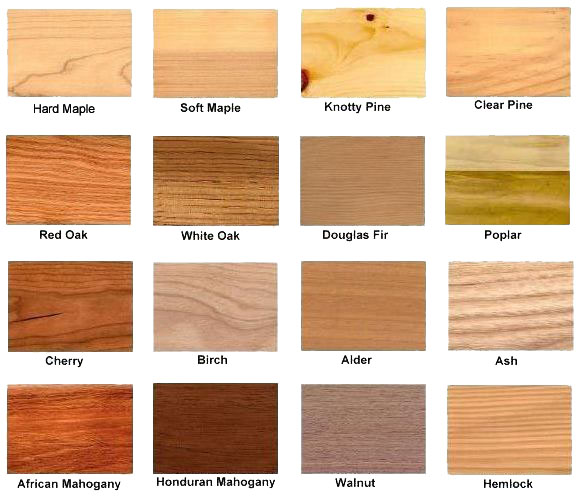 Hard Maple
Soft Maple
Knotty Pine
Clear Pine
Red Oak
White Oak
Douglas Fir
Poplar
Cherry
Birch
Alder
Ash
African Mahogany
Honduran Mahogany
Walnut
Hemlock